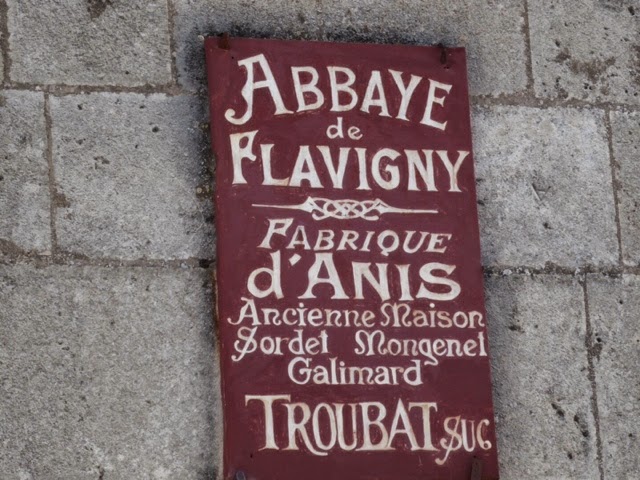 ABBAYE
de
FLAVIGNY
FABRIQUE
d'ANIS
Ancienne Maison
Sordet Mongenet
Galimard
TROUBAT SUC